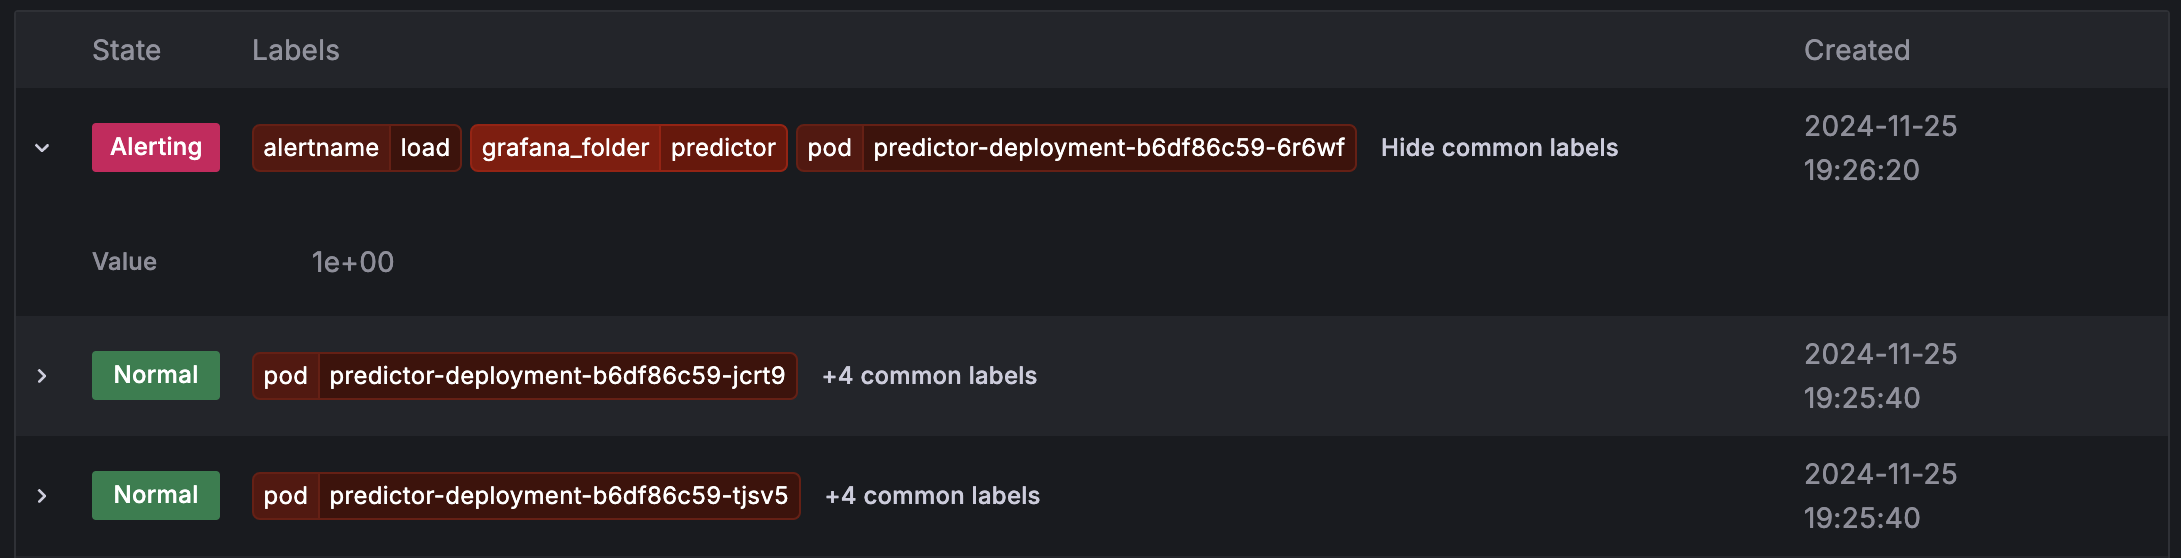 State Labels Created
Alerting alertname load grafana_folder predictor pod predictor-deployment-b6df86c59-6r6wf Hide common labels 2024-11-25
19:26:20
Value 1e+00
Normal pod predictor-deployment-b6df86c59-jcrt9 +4 common labels 2024-11-25
19:25:40
Normal pod predictor-deployment-b6df86c59-tjsv5 +4 common labels 2024-11-25
19:25:40